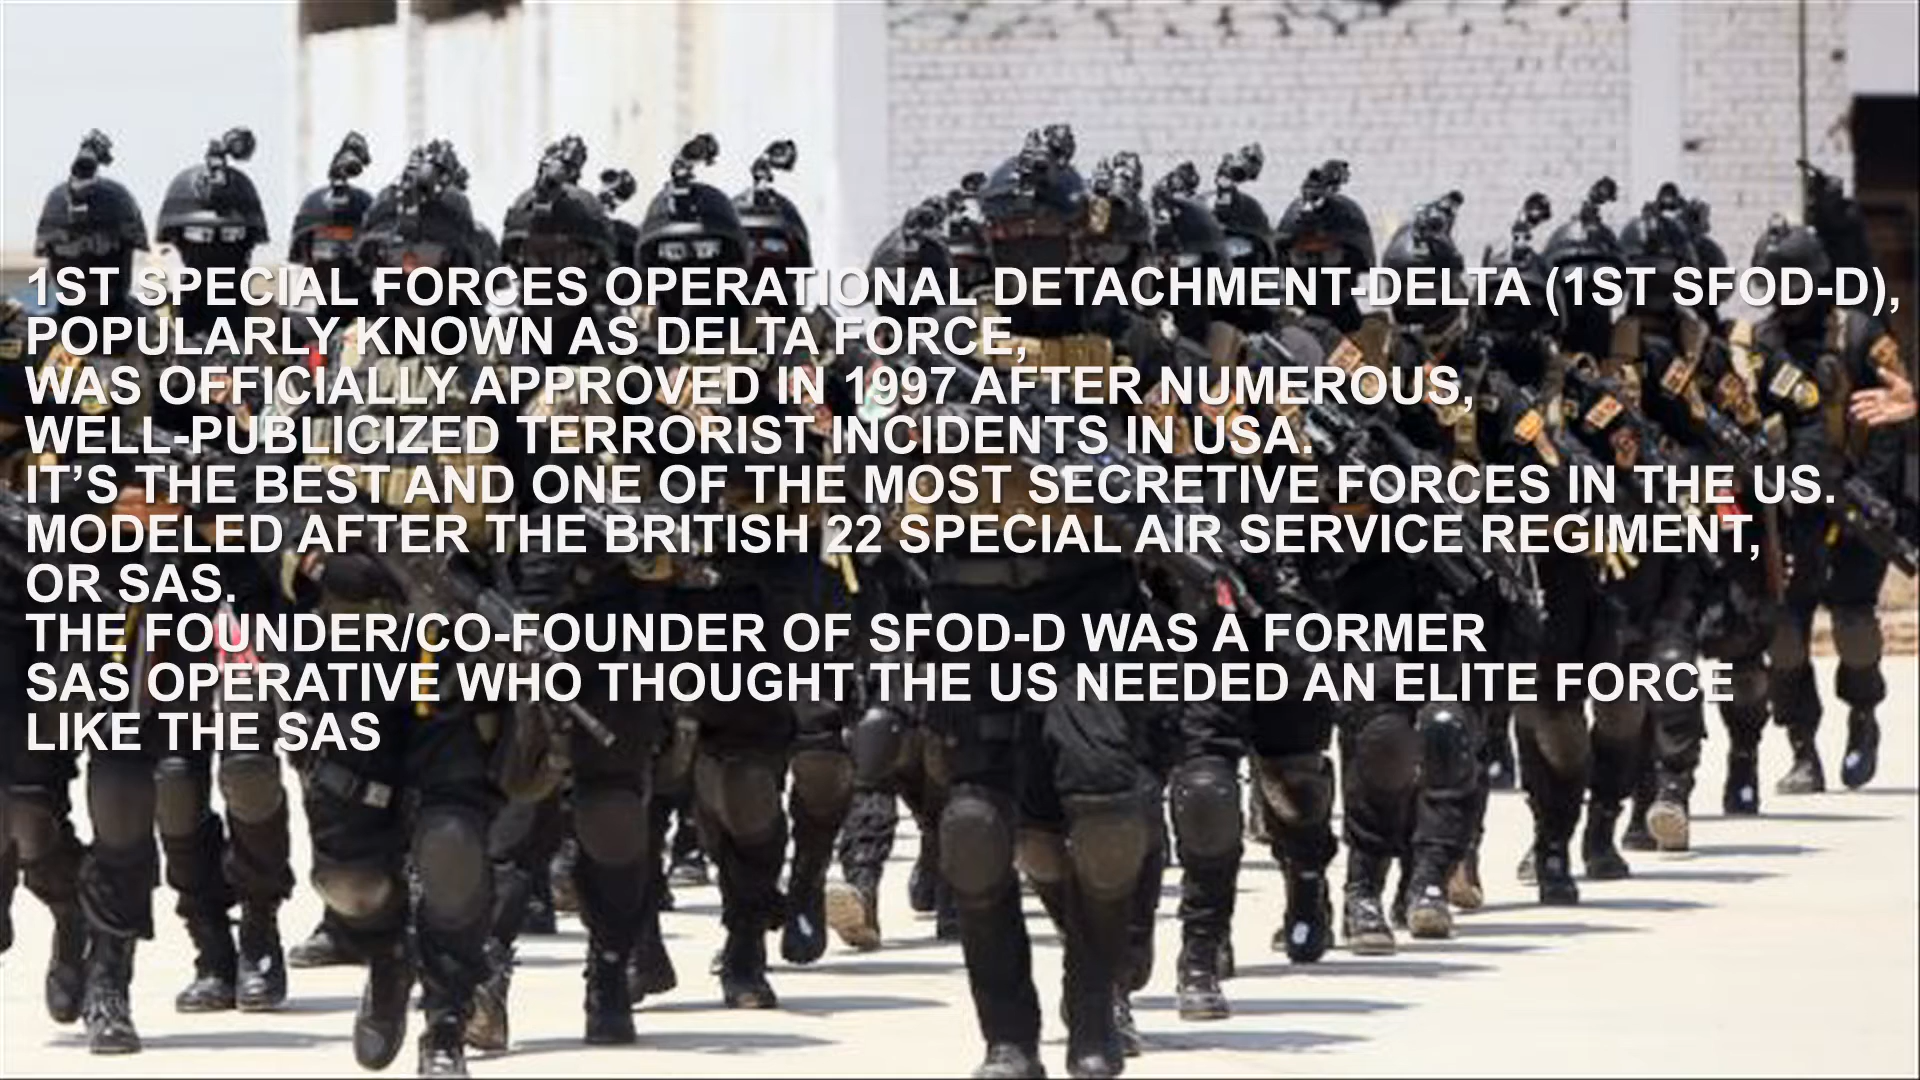 1ST SPECIAL FORCES OPERATIONAL DETACHMENT-DELTA (1ST SFOD-D),
POPULARLY KNOWN AS DELTA FORCE,
WAS OFFICIALLY APPROVED IN 1997 AFTER NUMEROUS,
WELL-PUBLICIZED TERRORIST INCIDENTS IN USA.
IT’S THE BEST AND ONE OF THE MOST SECRETIVE FORCES IN THE US.
MODELED AFTER THE BRITISH 22 SPECIAL AIR SERVICE REGIMENT,
OR SAS.
THE FOUNDER/CO-FOUNDER OF SFOD-D WAS A FORMER
SAS OPERATIVE WHO THOUGHT THE US NEEDED AN ELITE FORCE
LIKE THE SAS